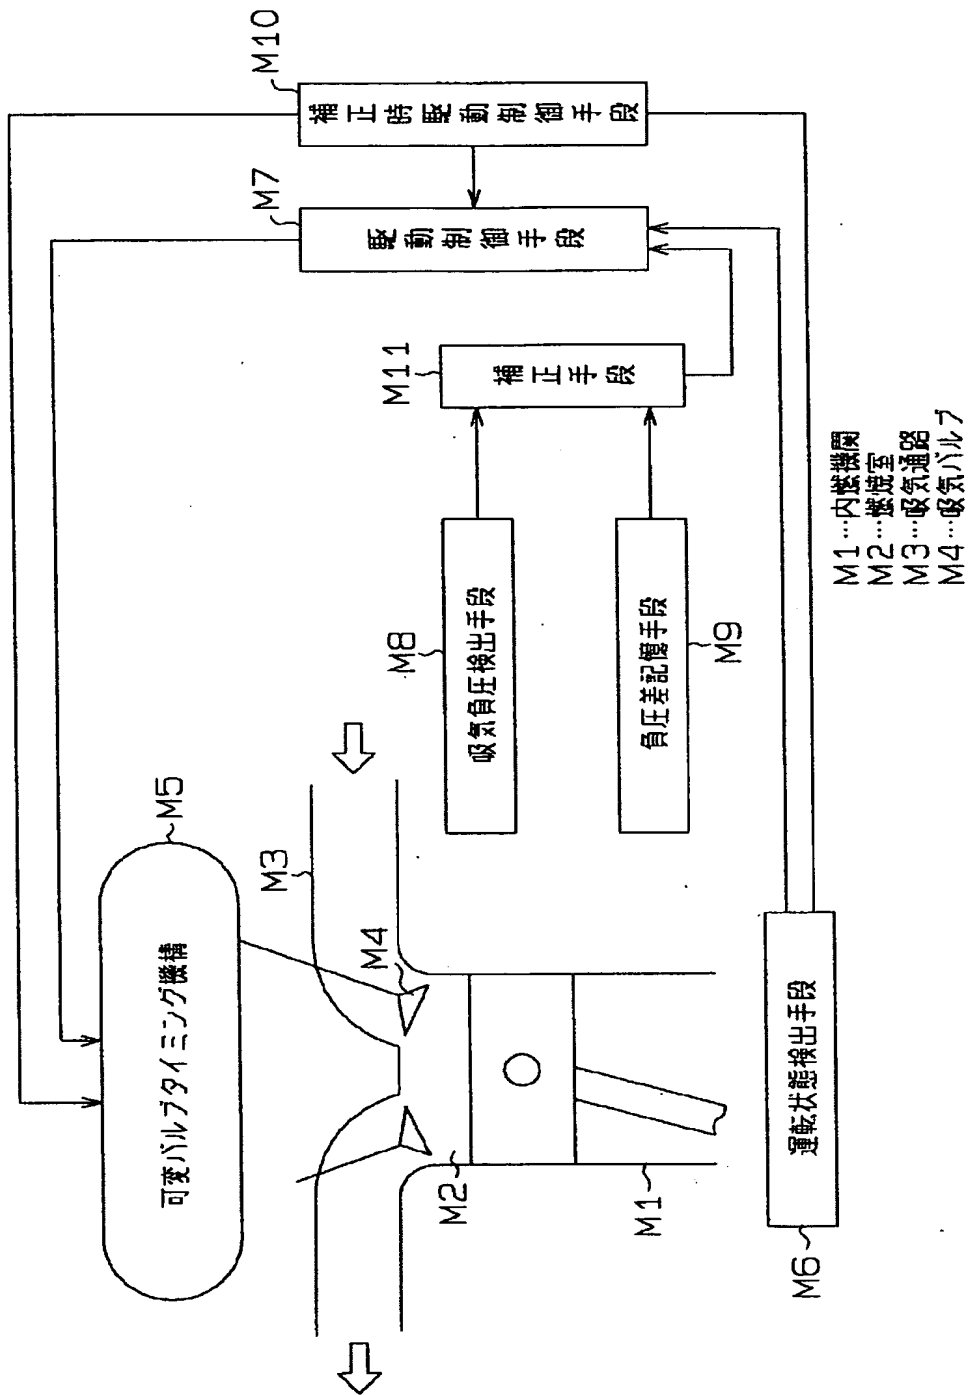 M10
補正時駆動制御手段
M7
駆動制御手段
M11
補正手段
M8
吸気負圧検出手段
M9
負圧差記憶手段
M5
可変バルブタイミング機構
M3
M4
M2
M1
M6
運転状態検出手段
M1…内燃機関
M2…燃焼室
M3…吸気通路
M4…吸気バルブ